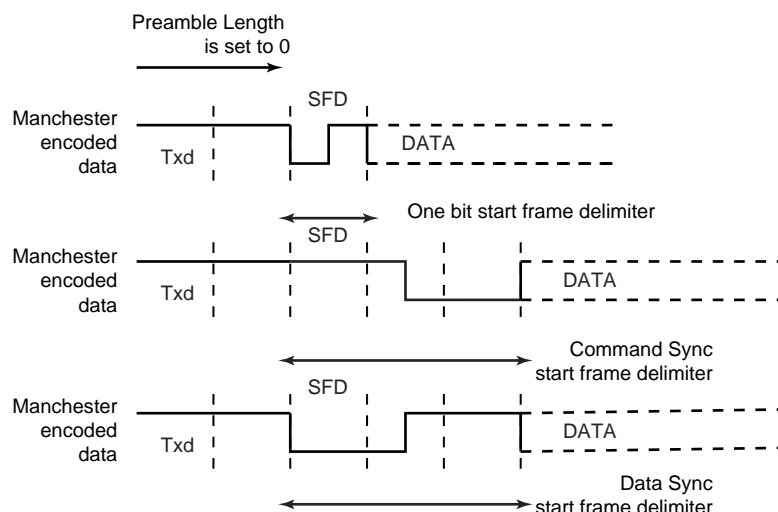 Preamble Length
is set to 0
SFD
Manchester
encoded
data
Txd
DATA
One bit start frame delimiter
SFD
Manchester
encoded
data
Txd
DATA
Command Sync
start frame delimiter
SFD
Manchester
encoded
data
Txd
DATA
Data Sync
start frame delimiter